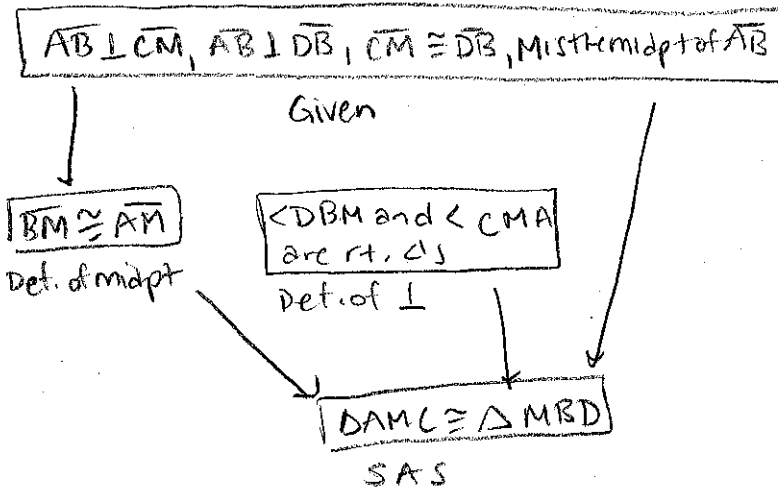 AB ⊥ CM, AB ⊥ DB, CM ≅ DB, M is the midpt of AB
Given
BM ≅ AM
Def. of midpt
<DBM and < CMA
are rt. <'s
Def. of ⊥
ΔAMC ≅ Δ MBD
SAS